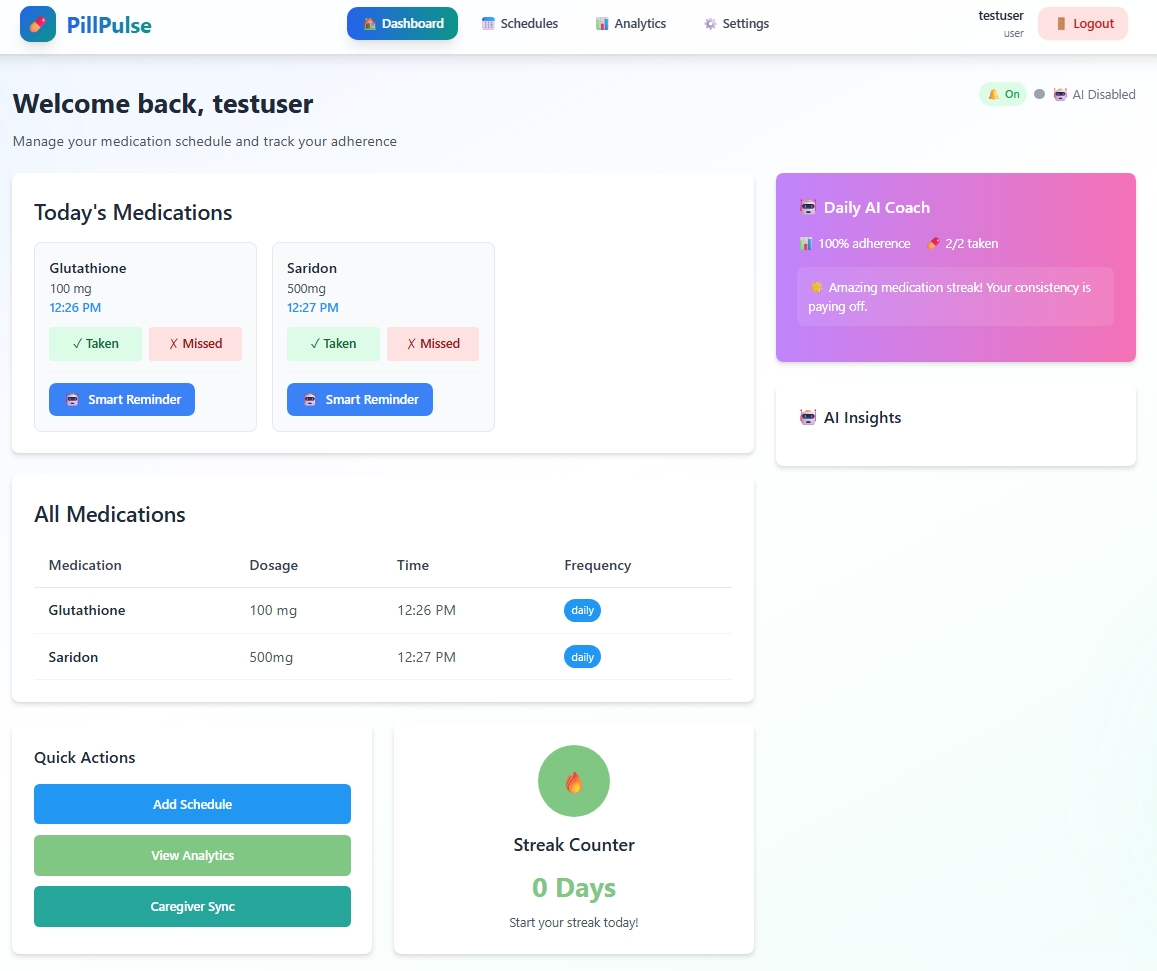 PillPulse
Dashboard
Schedules
Analytics
Settings
testuser
user
Logout
Welcome back, testuser
Manage your medication schedule and track your adherence
On
AI Disabled
Today's Medications
Glutathione
100 mg
12:26 PM
✓ Taken
✗ Missed
Smart Reminder
Saridon
500mg
12:27 PM
✓ Taken
✗ Missed
Smart Reminder
Daily AI Coach
100% adherence
2/2 taken
Amazing medication streak! Your consistency is
paying off.
AI Insights
All Medications
Medication Dosage Time Frequency
Glutathione 100 mg 12:26 PM daily
Saridon 500mg 12:27 PM daily
Quick Actions
Add Schedule
View Analytics
Caregiver Sync
Streak Counter
0 Days
Start your streak today!